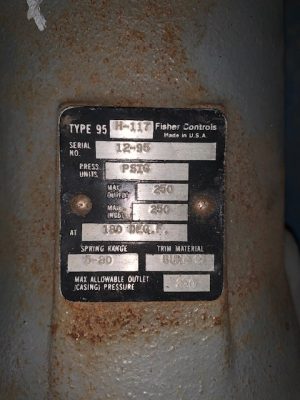 TYPE 95 H-117 Fisher Controls
Made in U.S.A.
SERIAL NO. 12-95
PRESS. UNITS PSIG
MAX OUTPUT 250
MAX INLET 250
AT 180 DEG.F.
SPRING RANGE TRIM MATERIAL
5-20
MAX ALLOWABLE OUTLET
(CASING) PRESSURE